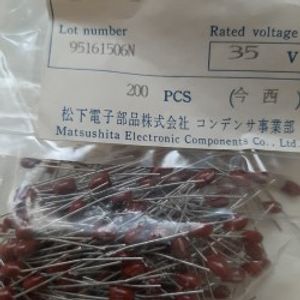 Lot number Rated voltage
95161506N 35 V
200 PCS (今西)
松下電子部品株式会社 コンデンサ事業部
Matsushita Electronic Components Co., Ltd.